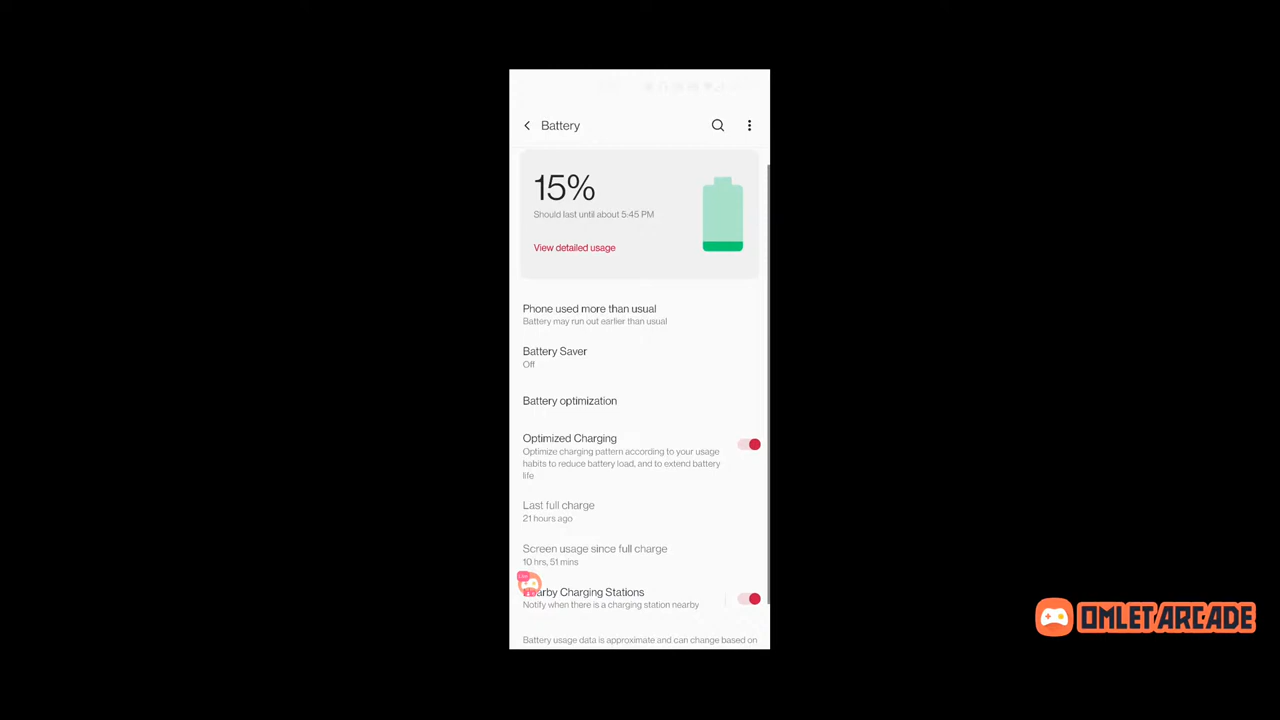 Battery
15%
Should last until about 5:45 PM
View detailed usage
Phone used more than usual
Battery may run out earlier than usual
Battery Saver
Off
Battery optimization
Optimized Charging
Optimize charging pattern according to your usage
habits to reduce battery load, and to extend battery
life
Last full charge
21 hours ago
Screen usage since full charge
10 hrs, 51 mins
earby Charging Stations
Notify when there is a charging station nearby
Battery usage data is approximate and can change based on
OMLET ARCADE